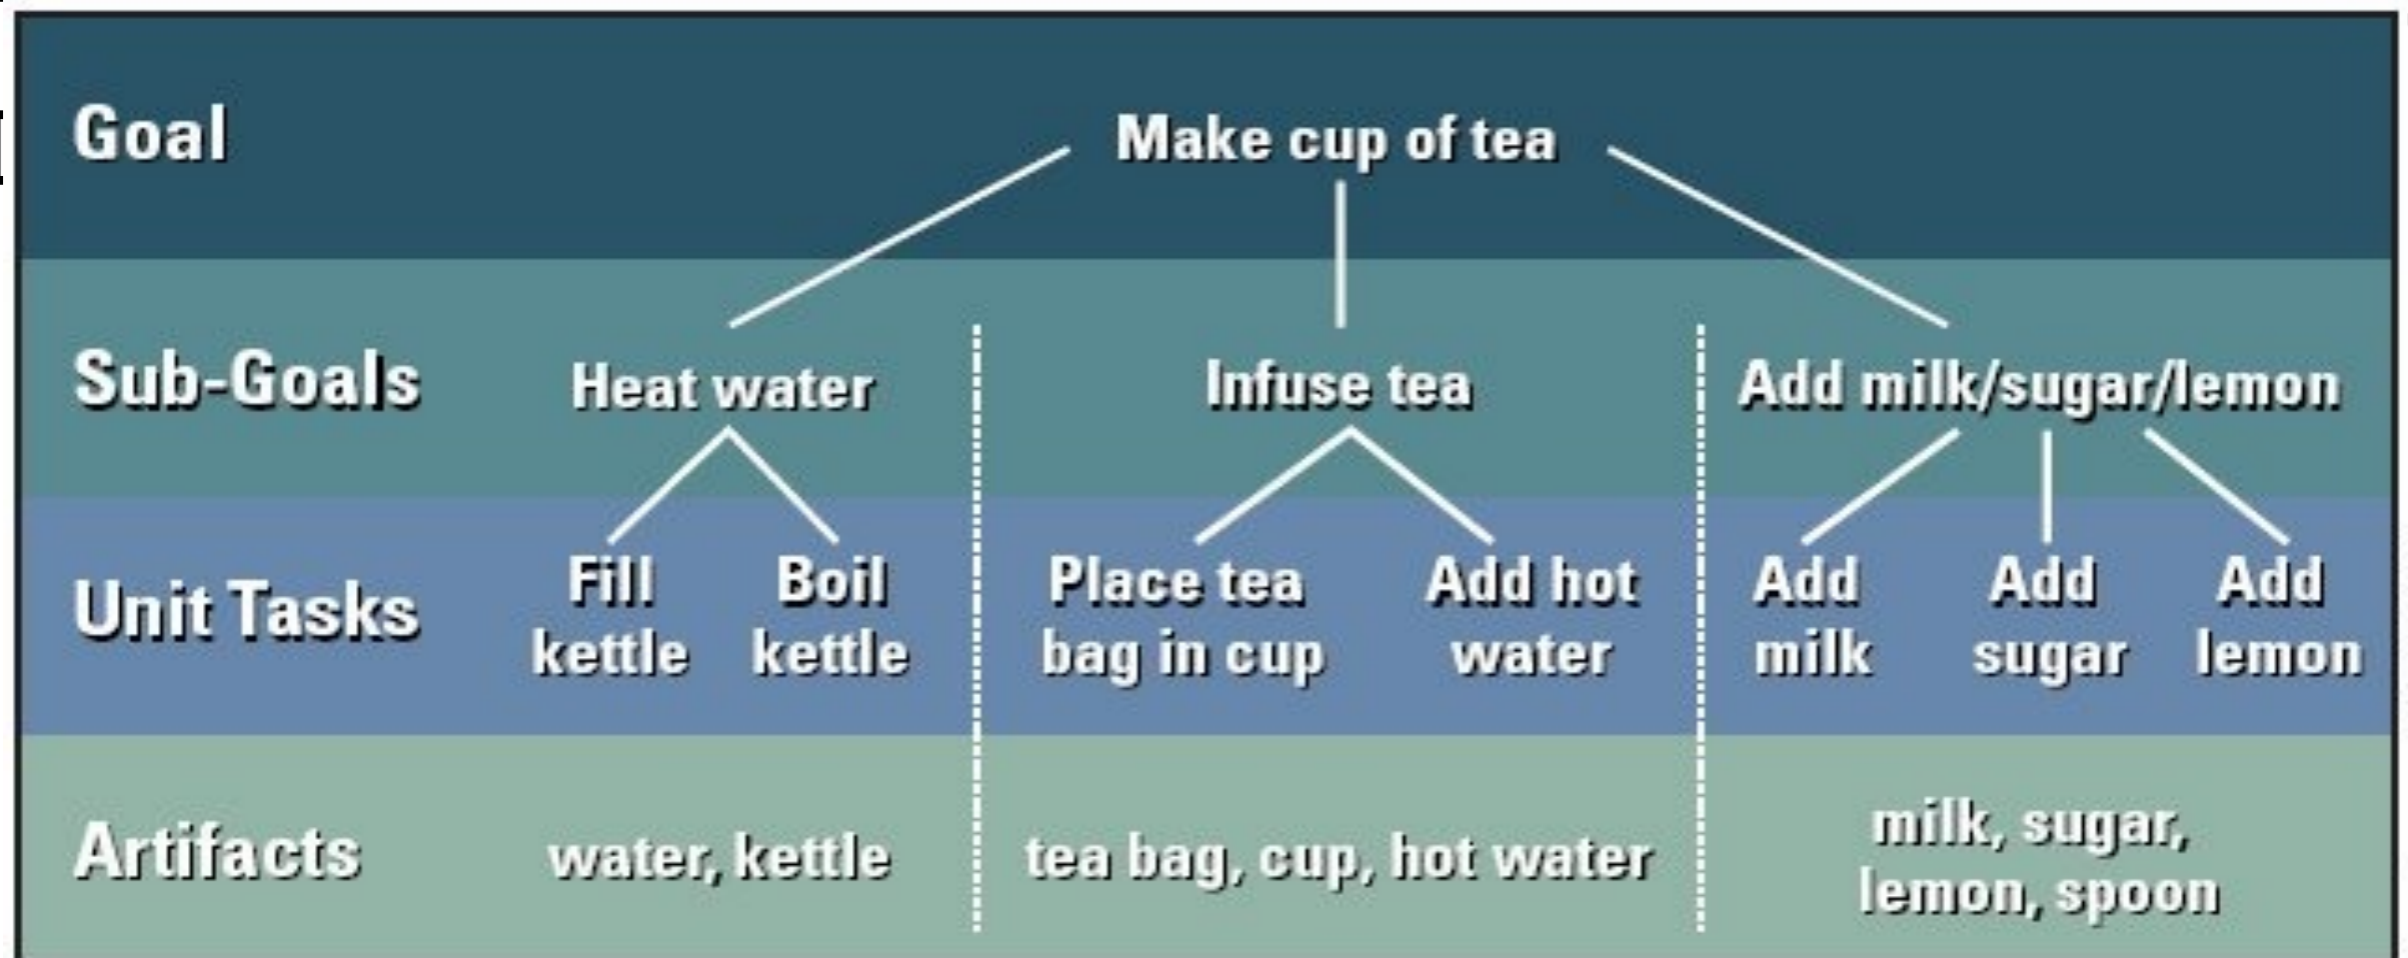 Goal
Make cup of tea
Sub-Goals
Heat water
Infuse tea
Add milk/sugar/lemon
Unit Tasks
Fill
kettle
Boil
kettle
Place tea
bag in cup
Add hot
water
Add
milk
Add
sugar
Add
lemon
Artifacts
water, kettle
tea bag, cup, hot water
milk, sugar,
lemon, spoon